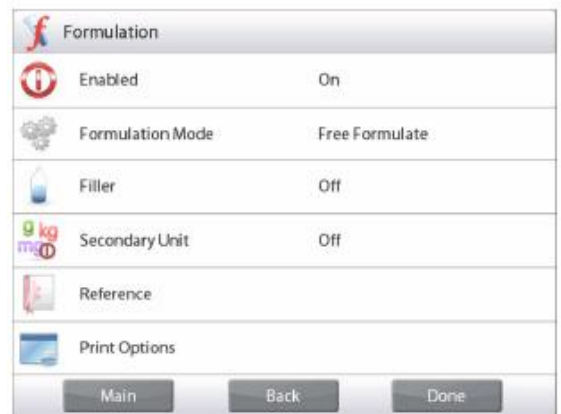 Formulation
Enabled On
Formulation Mode Free Formulate
Filler Off
g kg
mg
Secondary Unit Off
Reference
Print Options
Main Back Done